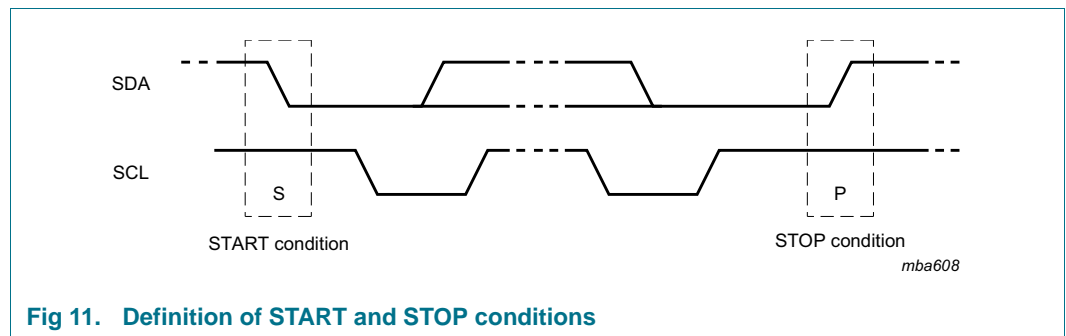 SDA
SCL
S
P
START condition
STOP condition
mba608
Fig 11. Definition of START and STOP conditions